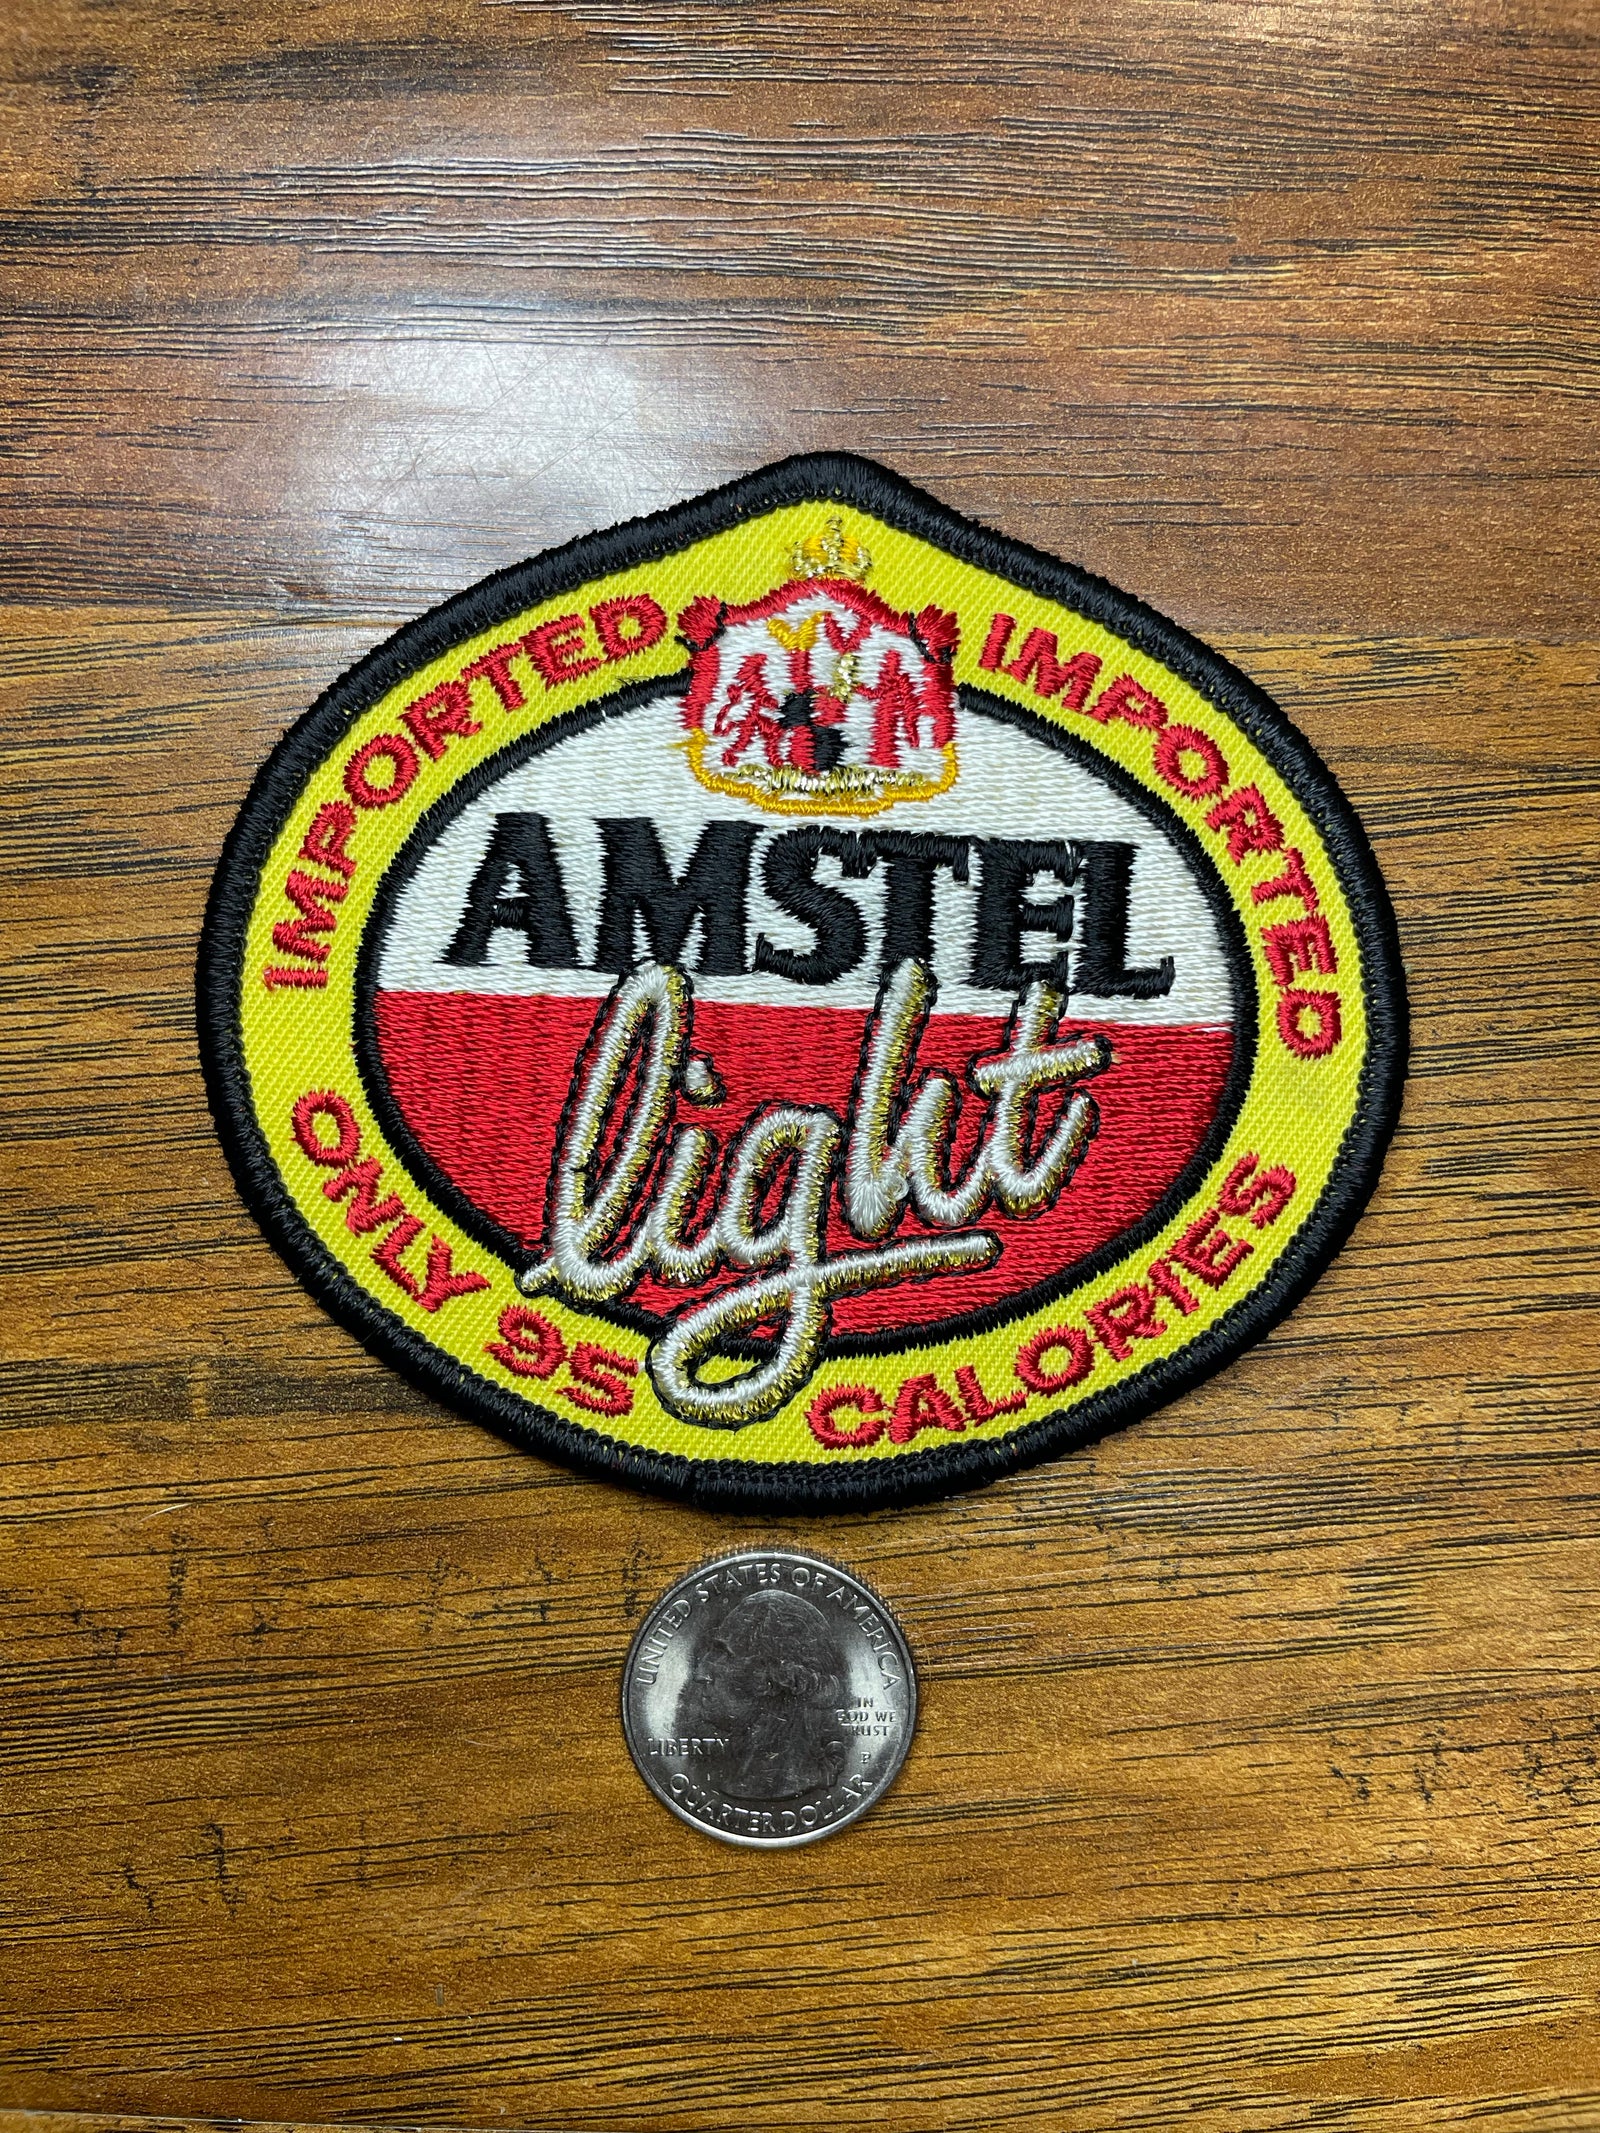 IMPORTED IMPORTED
AMSTEL
light
ONLY 95 CALORIES
UNITED STATES OF AMERICA
IN
GOD WE
TRUST
LIBERTY
P
QUARTER DOLLAR